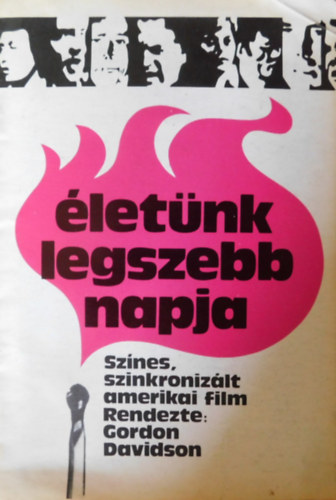 életünk
legszebb
napja
Színes,
szinkronizált
amerikai film
Rendezte:
Gordon
Davidson